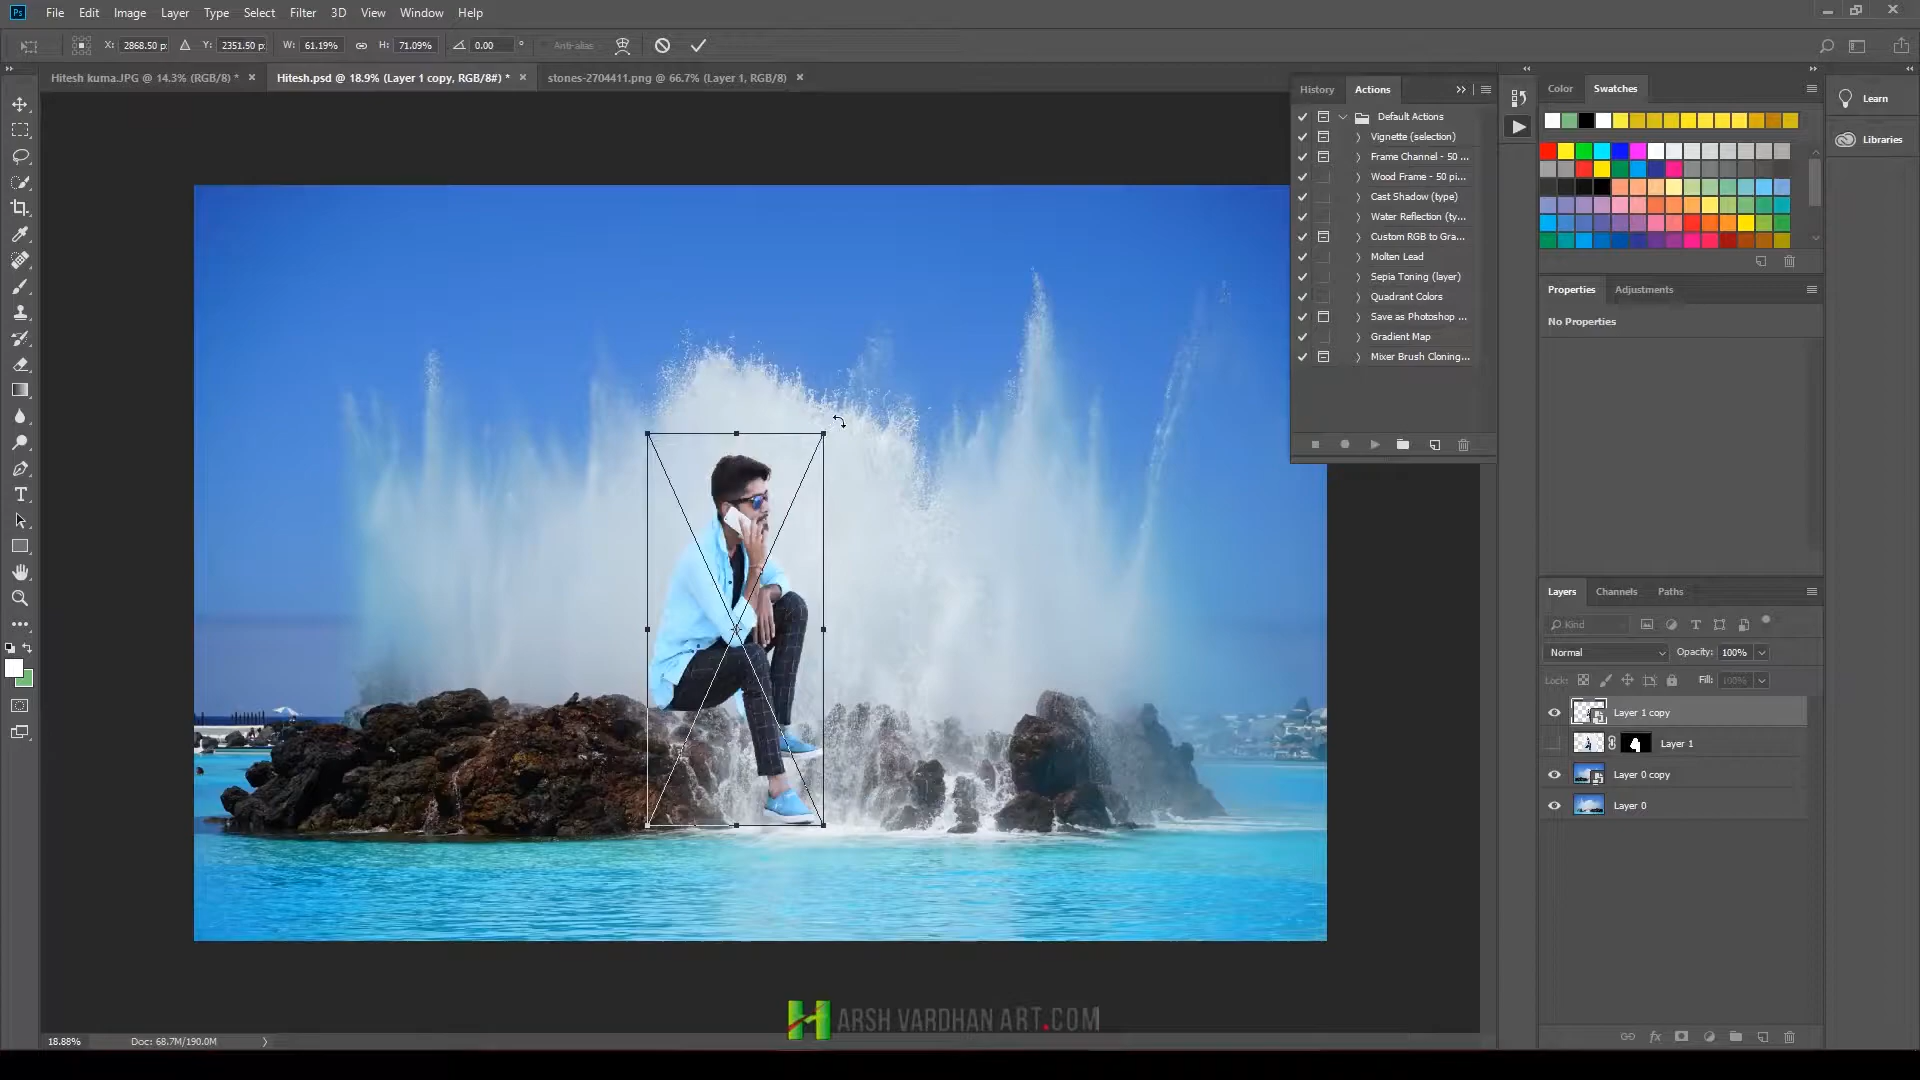 Ps File Edit Image Layer Type Select Filter 3D View Window Help
X: 2868.50 p: Y: 2351.50 p: W: 61.19% H: 71.09% 0.00 ° Anti-alias
Hitesh kuma.JPG @ 14.3% (RGB/8) * × Hitesh.psd @ 18.9% (Layer 1 copy, RGB/8#) * × stones-2704411.png @ 66.7% (Layer 1, RGB/8) ×
History Actions
Default Actions
Vignette (selection)
Frame Channel - 50 ...
Wood Frame - 50 pi...
Cast Shadow (type)
Water Reflection (ty...
Custom RGB to Gra...
Molten Lead
Sepia Toning (layer)
Quadrant Colors
Save as Photoshop ...
Gradient Map
Mixer Brush Cloning...
Color Swatches
Learn
Libraries
Properties Adjustments
No Properties
Layers Channels Paths
Kind
Normal Opacity: 100%
Lock: Fill: 100%
Layer 1 copy
Layer 1
Layer 0 copy
Layer 0
HARSH VARDHAN ART.COM
18.88% Doc: 68.7M/190.0M